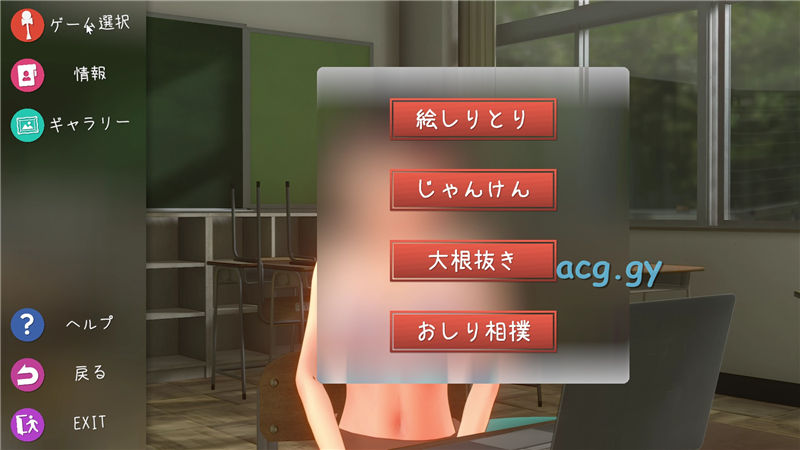 ゲーム選択
情報
ギャラリー
絵しりとり
じゃんけん
大根抜き
acg.gy
おしり相撲
ヘルプ
戻る
EXIT